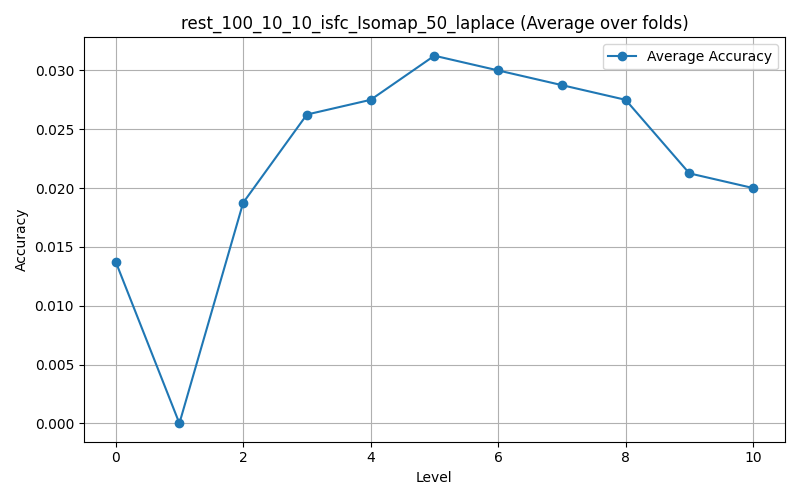 rest_100_10_10_isfc_Isomap_50_laplace (Average over folds)
Average Accuracy
0.030
0.025
0.020
0.015
0.010
0.005
0.000
Accuracy
0 2 4 6 8 10
Level